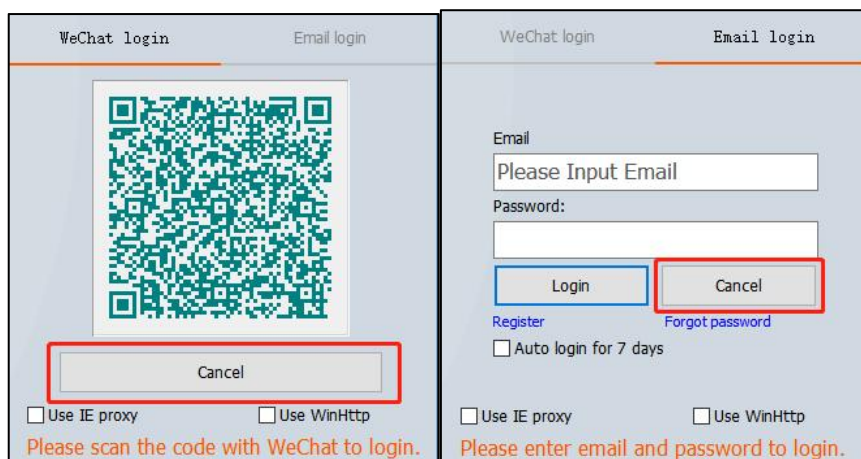 WeChat login
Email login
Cancel
Use IE proxy
Use WinHttp
Please scan the code with WeChat to login.
WeChat login
Email login
Email
Please Input Email
Password:
Login
Cancel
Register
Forgot password
Auto login for 7 days
Use IE proxy
Use WinHttp
Please enter email and password to login.